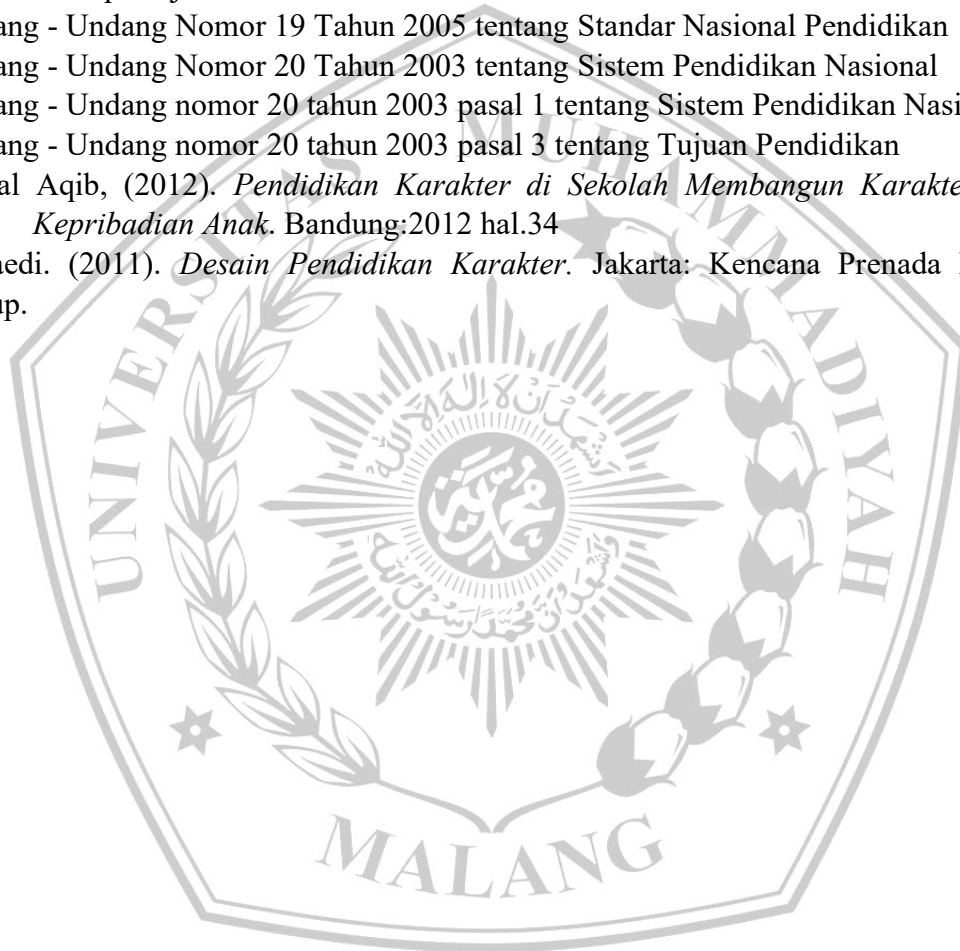 ang - Undang Nomor 19 Tahun 2005 tentang Standar Nasional Pendidikan
ang - Undang Nomor 20 Tahun 2003 tentang Sistem Pendidikan Nasional
ang - Undang nomor 20 tahun 2003 pasal 1 tentang Sistem Pendidikan Nasi
ang - Undang nomor 20 tahun 2003 pasal 3 tentang Tujuan Pendidikan
al Aqib, (2012). Pendidikan Karakter di Sekolah Membangun Karakte
Kepribadian Anak. Bandung:2012 hal.34
aedi. (2011). Desain Pendidikan Karakter. Jakarta: Kencana Prenada
up.
UNIVERSITAS MUHAMMADIYAH
MALANG